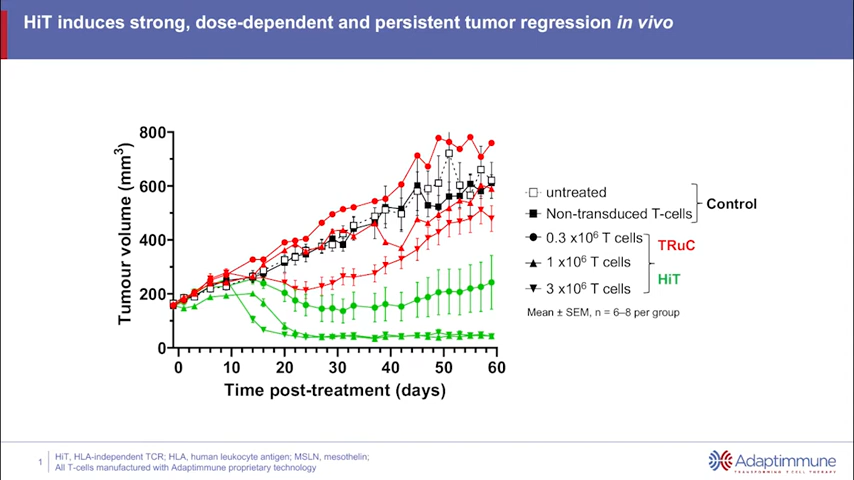 HiT induces strong, dose-dependent and persistent tumor regression in vivo
Tumour volume (mm³)
800
600
400
200
0
0 10 20 30 40 50 60
Time post-treatment (days)
untreated
Non-transduced T-cells
Control
0.3 x10⁶ T cells
1 x10⁶ T cells
3 x10⁶ T cells
TRuC
HiT
Mean ± SEM, n = 6–8 per group
1
HiT, HLA-independent TCR; HLA, human leukocyte antigen; MSLN, mesothelin;
All T-cells manufactured with Adaptimmune proprietary technology
Adaptimmune
TRANSFORMING T CELL THERAPY